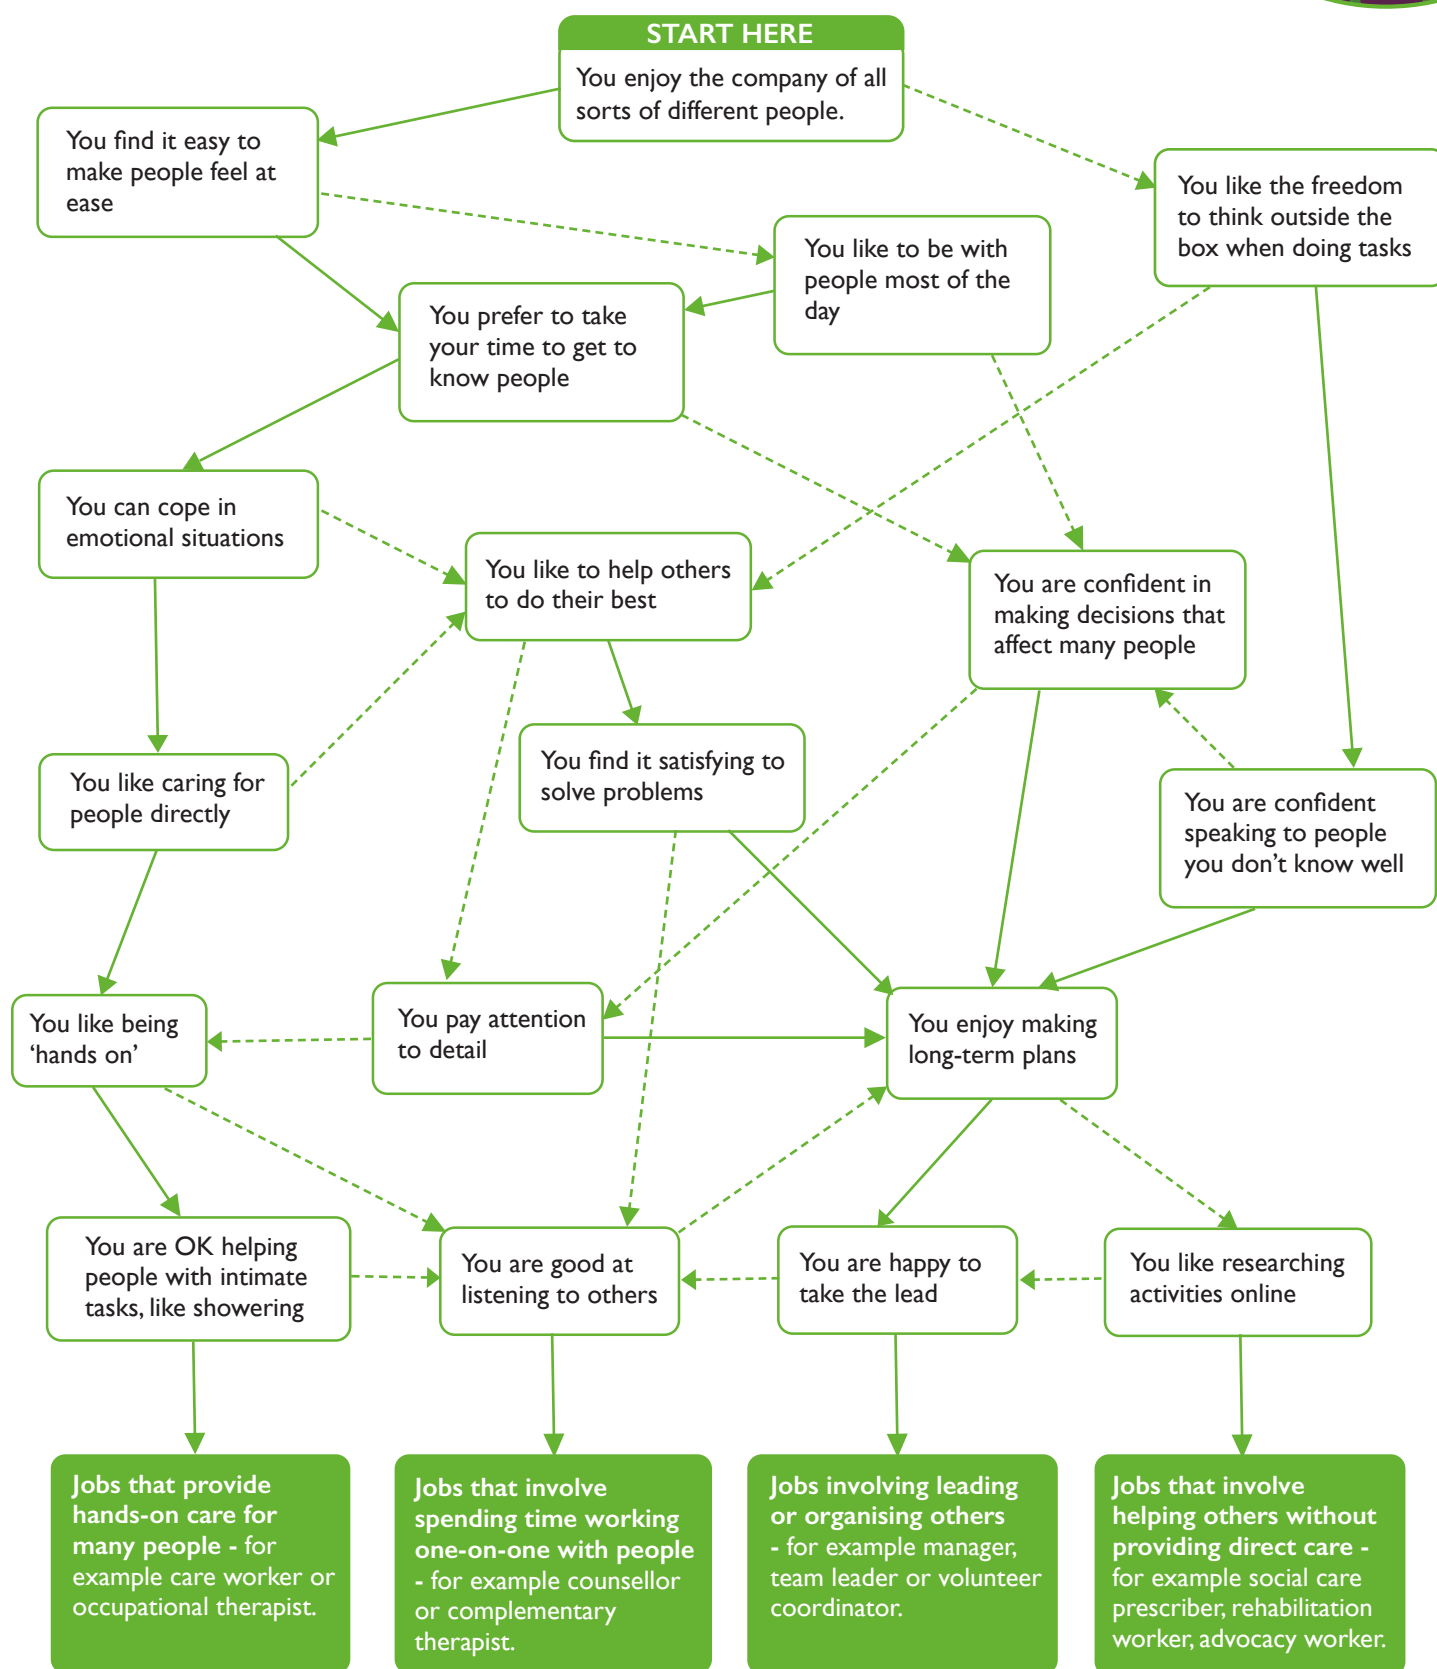 START HERE
You enjoy the company of all
sorts of different people.
You find it easy to
make people feel at
ease
You like the freedom
to think outside the
box when doing tasks
You like to be with
people most of the
day
You prefer to take
your time to get to
know people
You can cope in
emotional situations
You like to help others
to do their best
You are confident in
making decisions that
affect many people
You find it satisfying to
solve problems
You like caring for
people directly
You are confident
speaking to people
you don’t know well
You like being
‘hands on’
You pay attention
to detail
You enjoy making
long-term plans
You are OK helping
people with intimate
tasks, like showering
You are good at
listening to others
You are happy to
take the lead
You like researching
activities online
Jobs that provide
hands-on care for
many people - for
example care worker or
occupational therapist.
Jobs that involve
spending time working
one-on-one with people
- for example counsellor
or complementary
therapist.
Jobs involving leading
or organising others
- for example manager,
team leader or volunteer
coordinator.
Jobs that involve
helping others without
providing direct care -
for example social care
prescriber, rehabilitation
worker, advocacy worker.